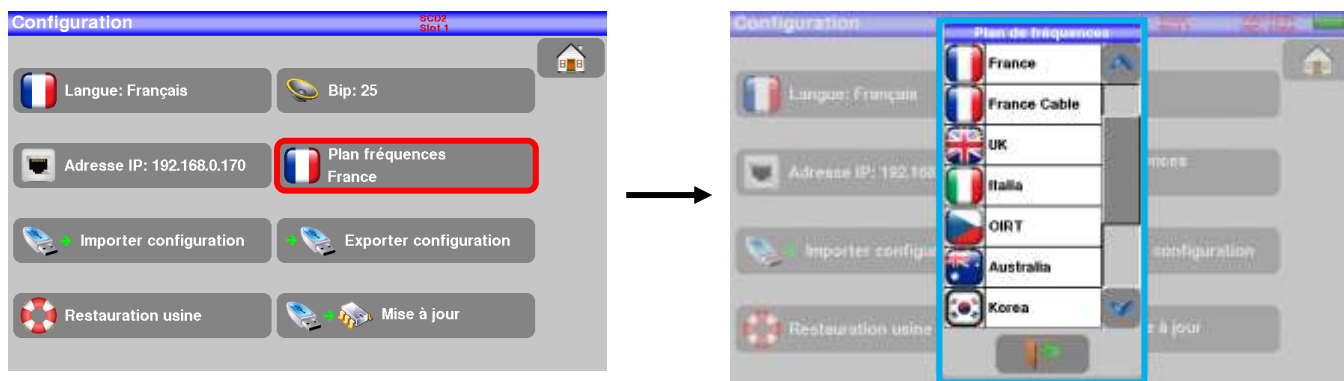 Configuration
SCD2
Slot 1
Langue: Français
Bip: 25
Adresse IP: 192.168.0.170
Plan fréquences
France
Importer configuration
Exporter configuration
Restauration usine
Mise à jour
Configuration
Plan de fréquences
France
France Cable
UK
Italia
OIRT
Australia
Korea
Langue: Français
Adresse IP: 192.168
Importer configu
configuration
Restauration usine
à jour